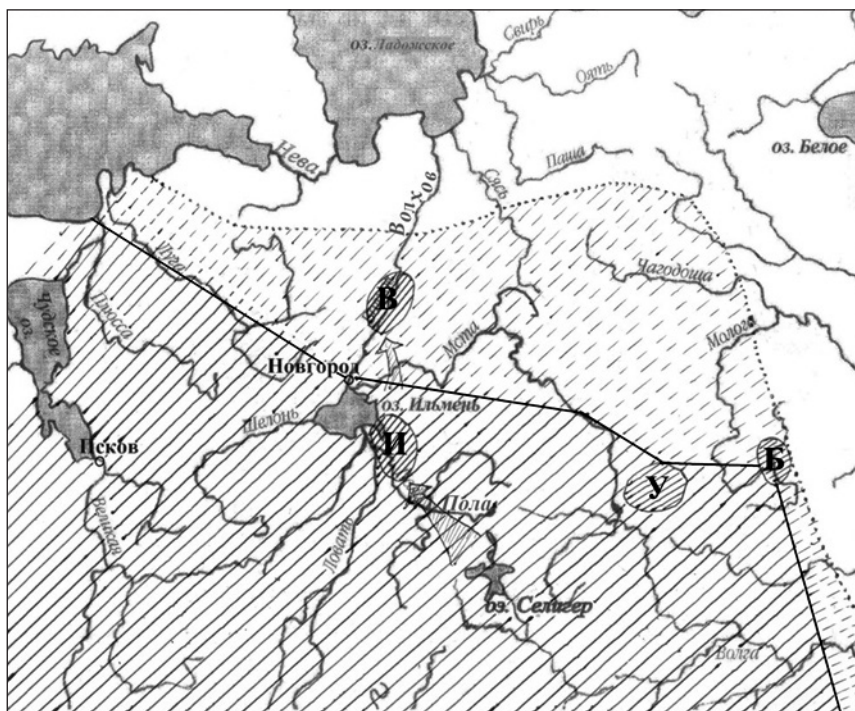 Свирь
оз. Ладожское
Оять
оз. Белое
Нева
Паша
Волхов
Сясь
Луга
Чагодоща
Чудское
оз.
Плюсса
В
Молога
Мста
Новгород
оз. Ильмень
Шелонь
И
Псков
Б
У
Пола
Великая
Ловать
оз. Селигер
Волга